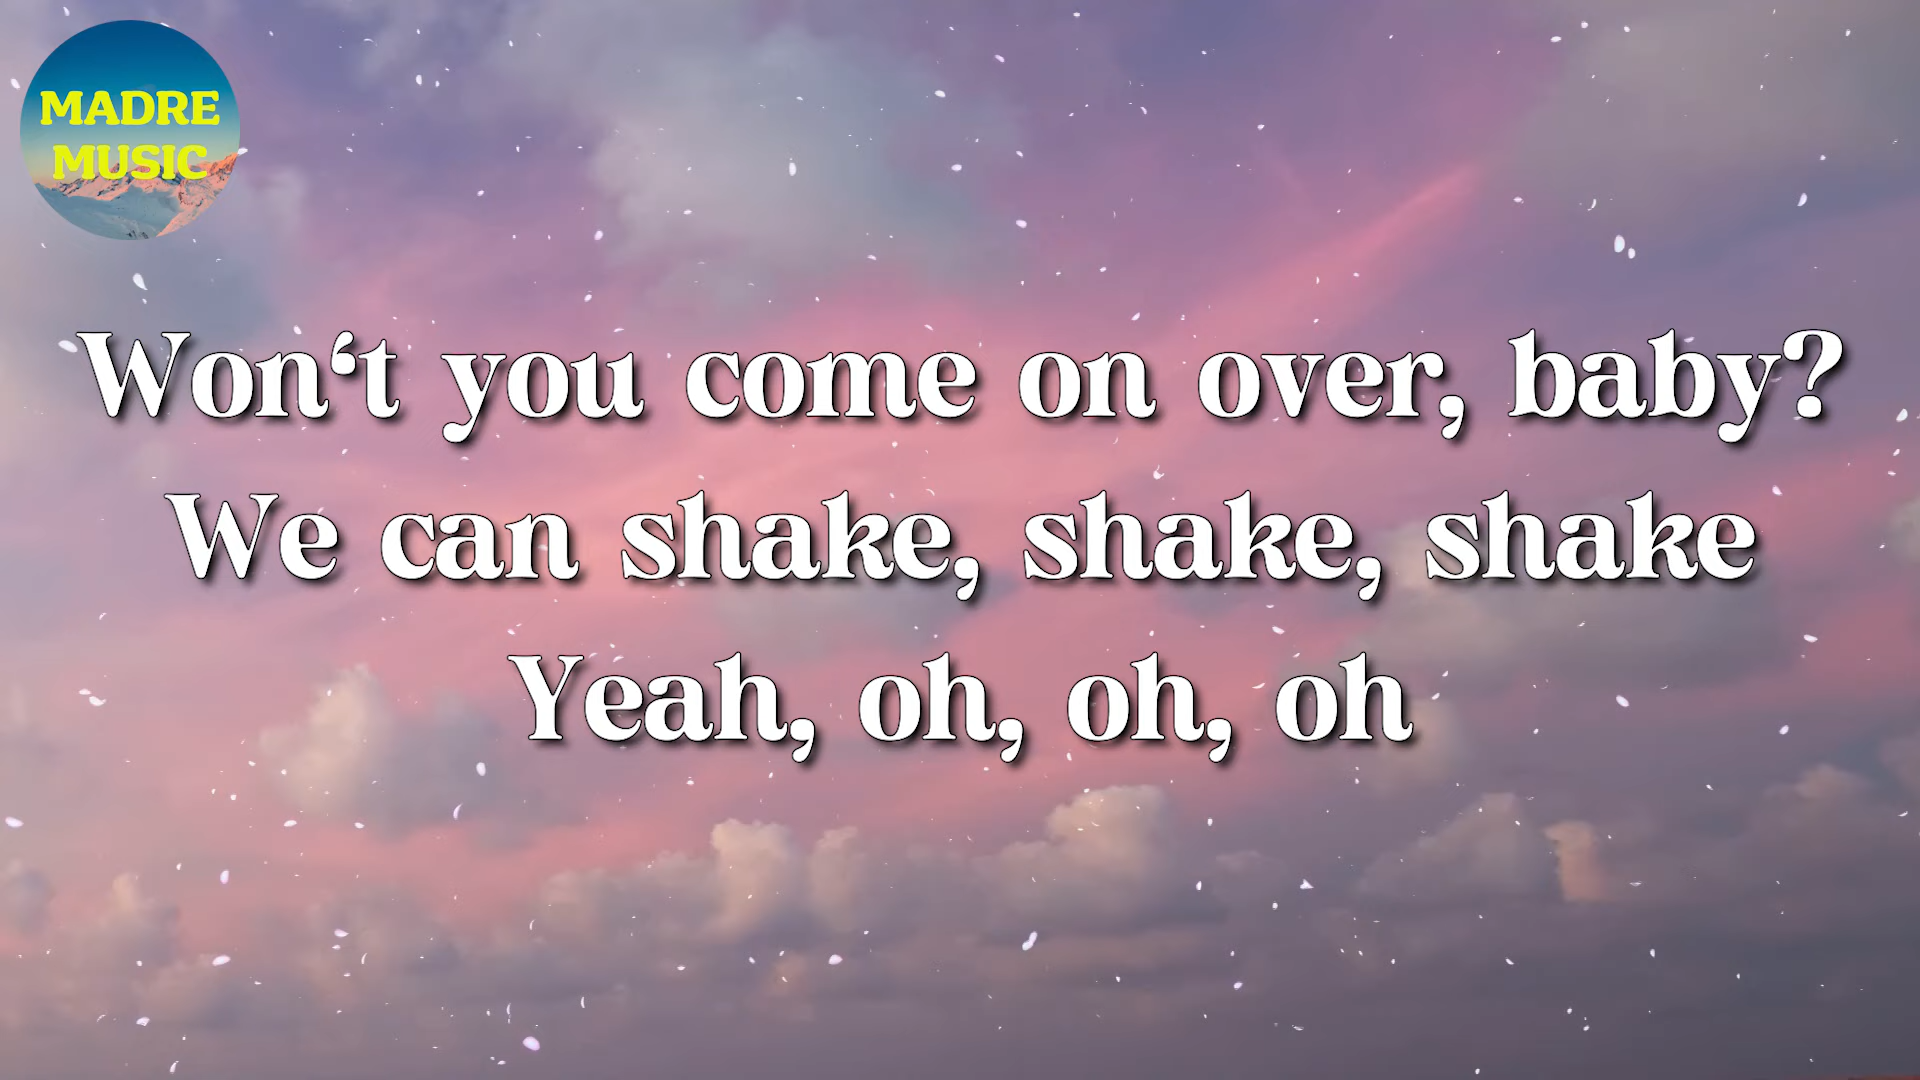 MADRE
MUSIC
Won‘t you come on over, baby?
We can shake, shake, shake
Yeah, oh, oh, oh